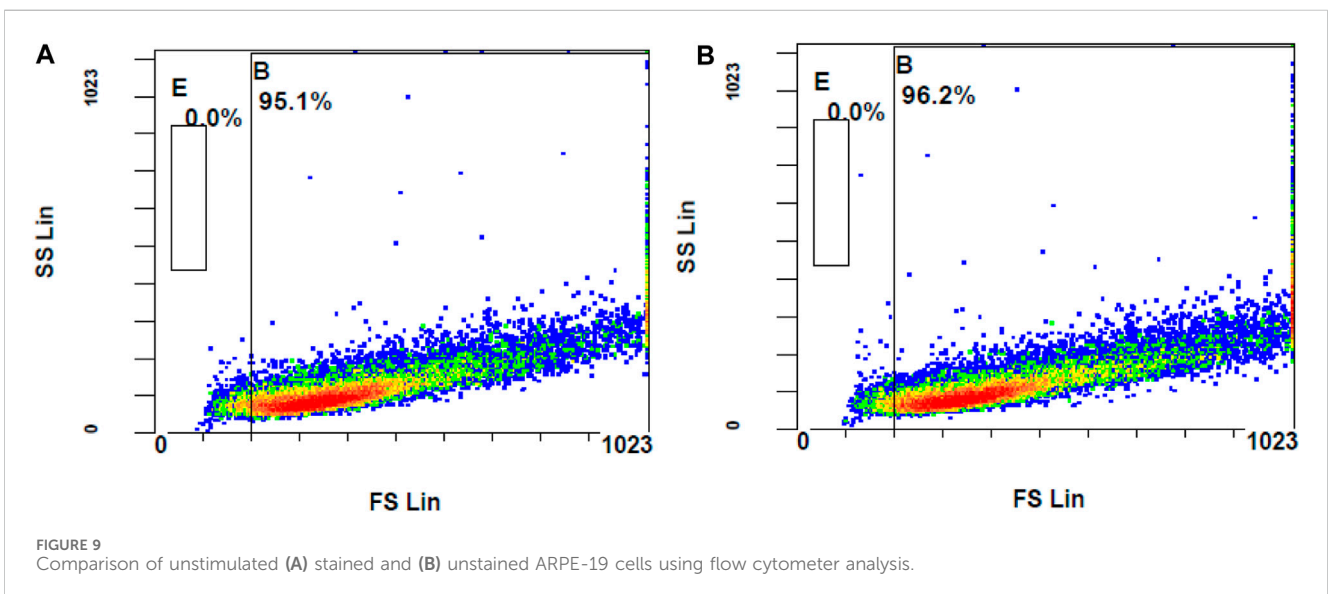 A
1023
SS Lin
0
E
0.0%
B
95.1%
0
1023
FS Lin
B
1023
SS Lin
0
E
0.0%
B
96.2%
0
1023
FS Lin
FIGURE 9
Comparison of unstimulated (A) stained and (B) unstained ARPE-19 cells using flow cytometer analysis.